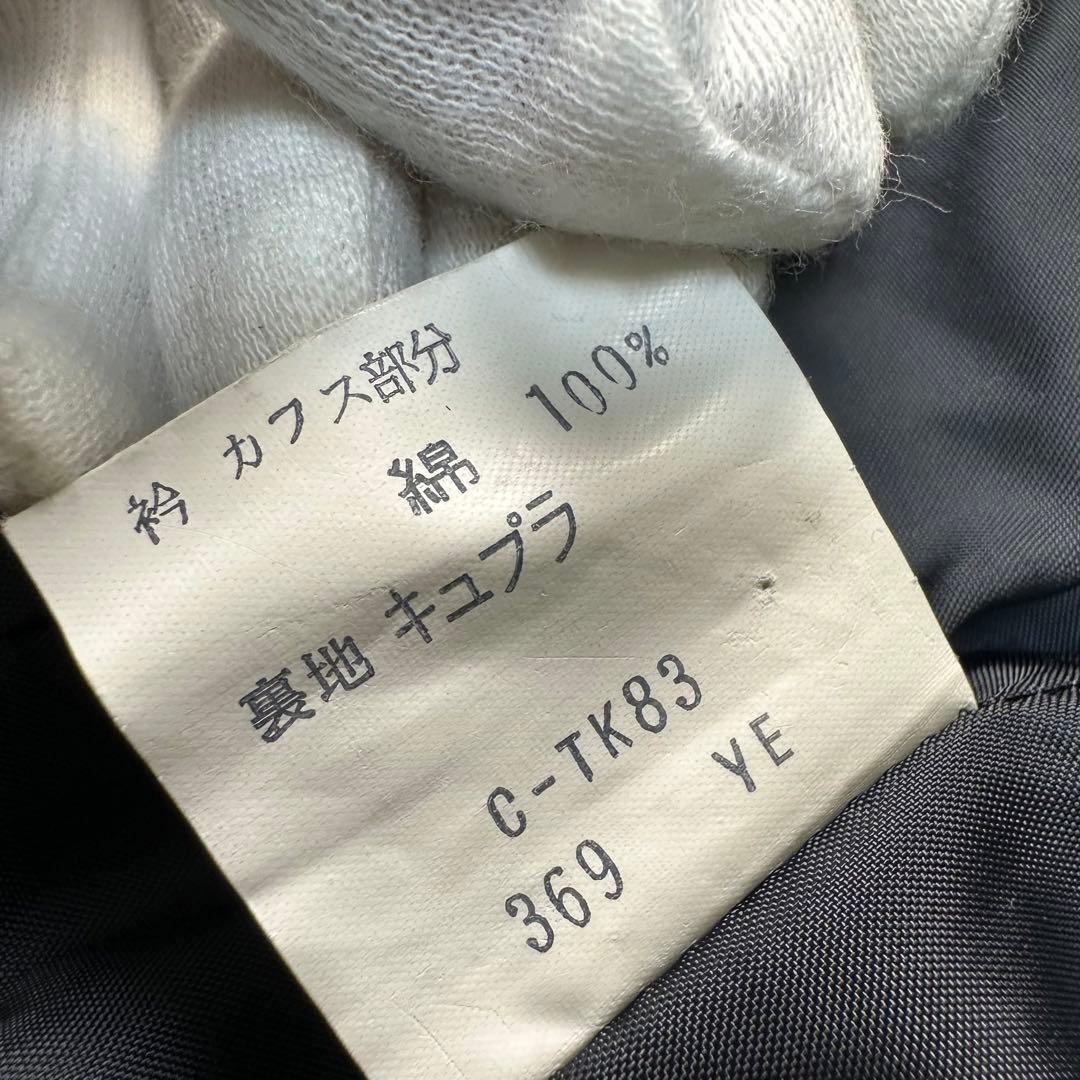 衿 カフス部分
綿 100%
裏地 キュプラ
C-TK83
369 YE